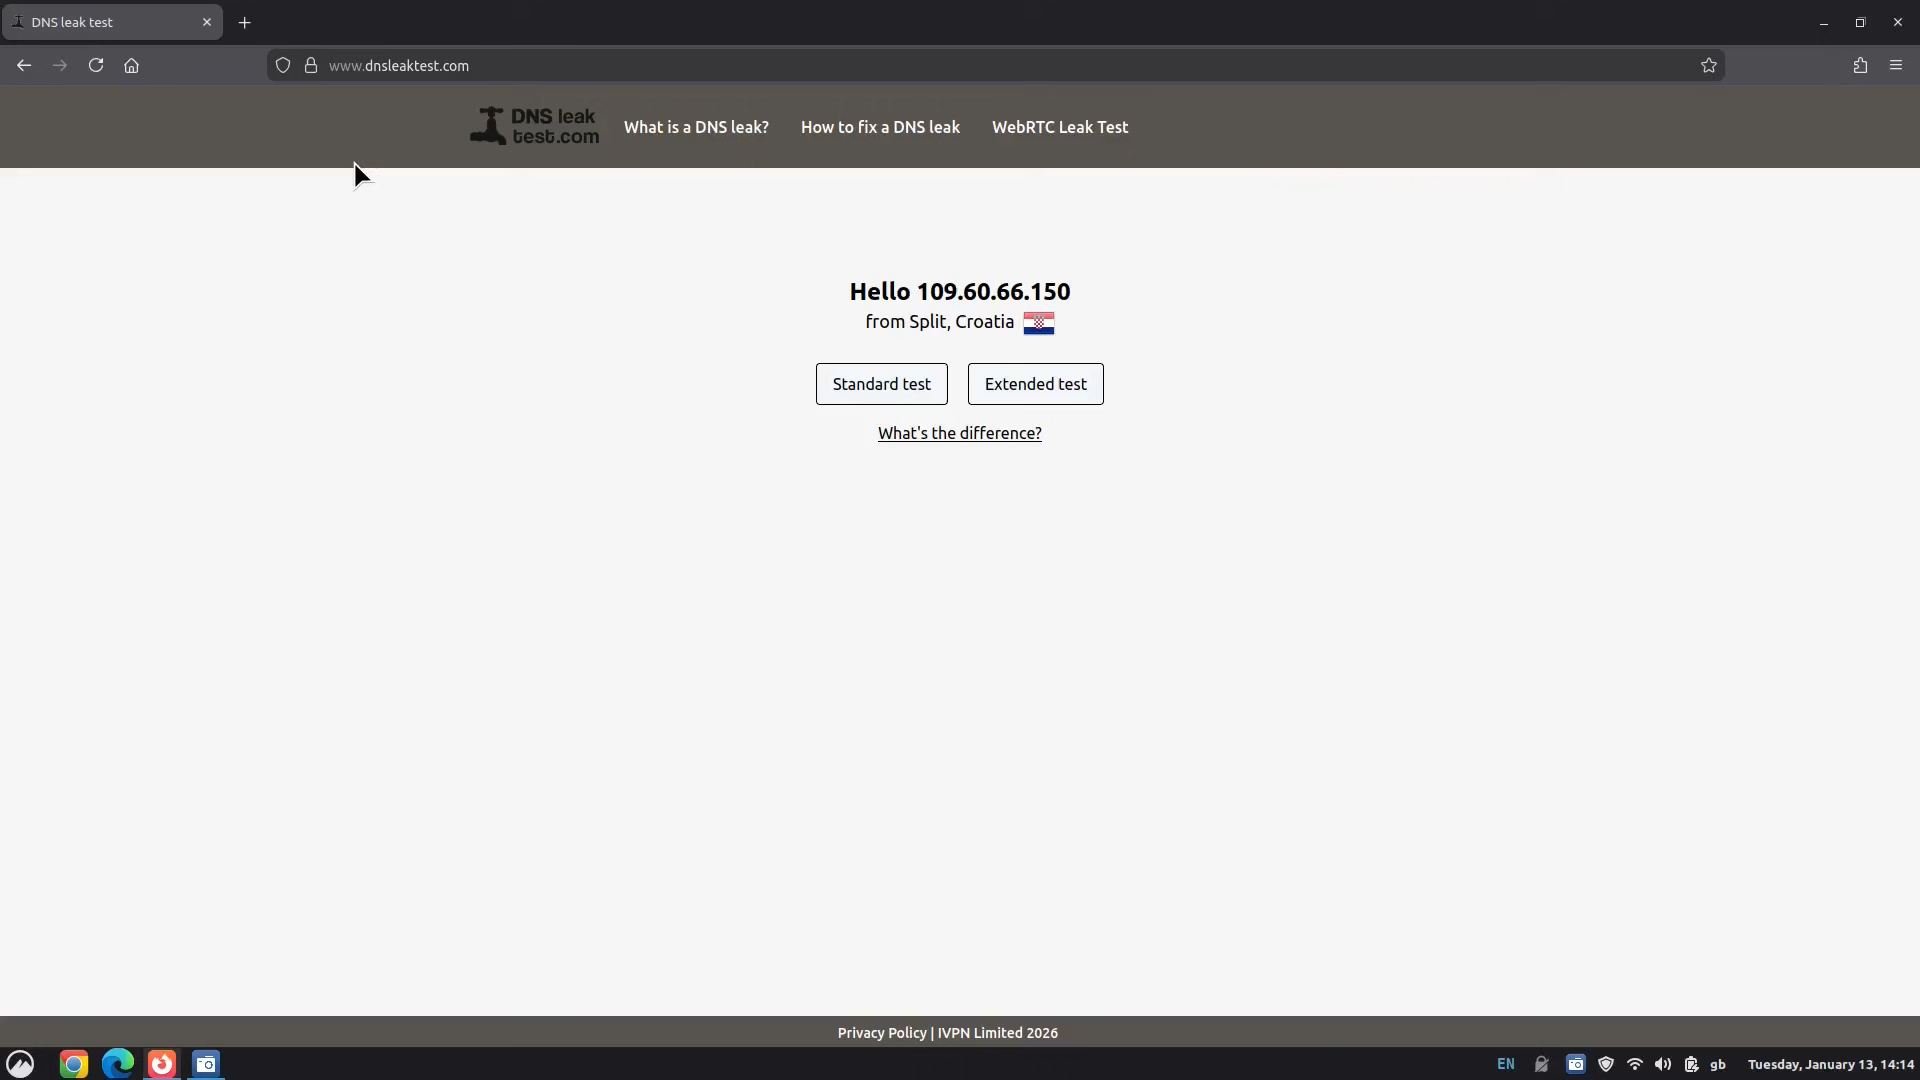 DNS leak test
www.dnsleaktest.com
DNS leak
test.com
What is a DNS leak?
How to fix a DNS leak
WebRTC Leak Test
Hello 109.60.66.150
from Split, Croatia
Standard test
Extended test
What's the difference?
Privacy Policy | IVPN Limited 2026
EN
gb
Tuesday, January 13, 14:14